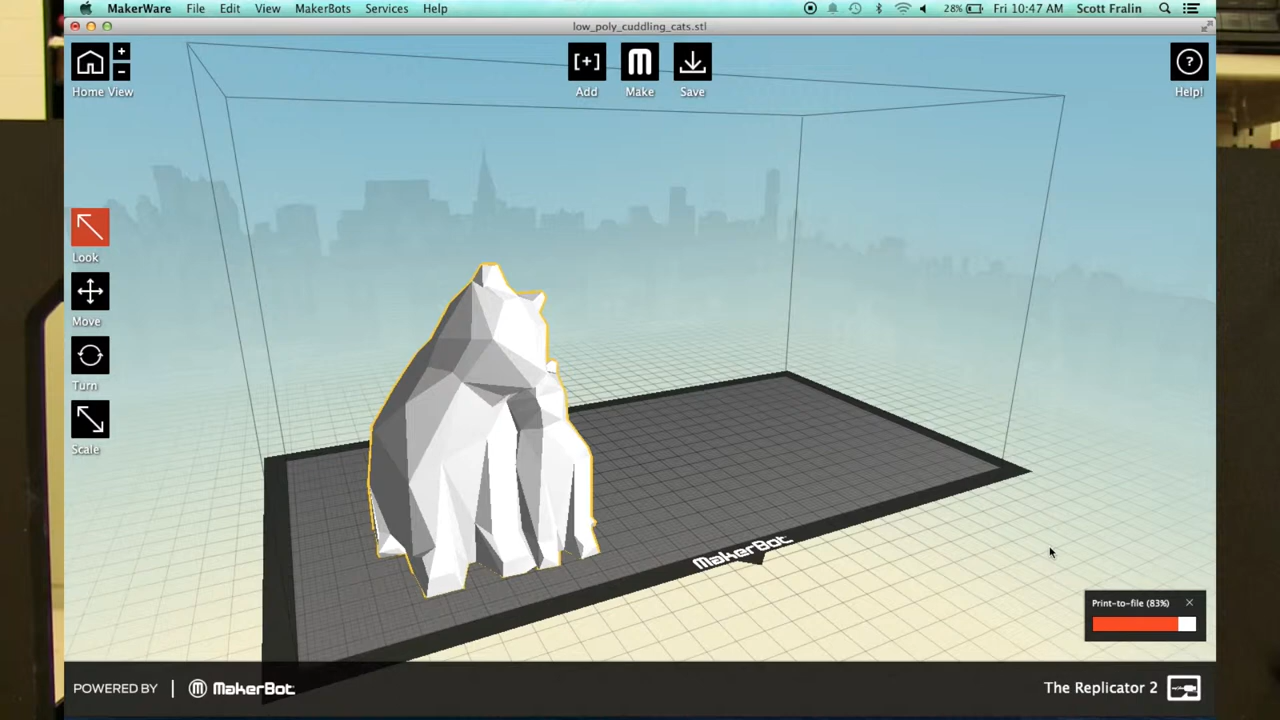 MakerWare File Edit View MakerBots Services Help 28% Fri 10:47 AM Scott Fralin
low_poly_cuddling_cats.stl
Home View
Add Make Save
Help!
Look
Move
Turn
Scale
MakerBot
Print-to-file (83%)
POWERED BY | MakerBot
The Replicator 2